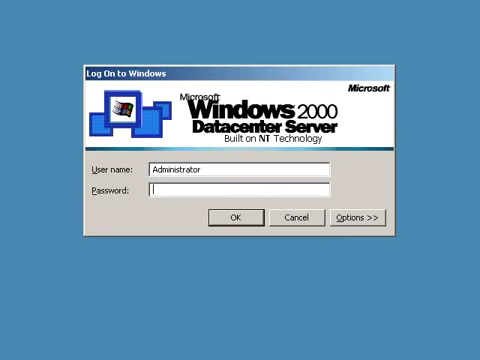 Log On to Windows
Microsoft
Microsoft
Windows 2000
Datacenter Server
Built on NT Technology
User name:
Administrator
Password:
OK
Cancel
Options >>